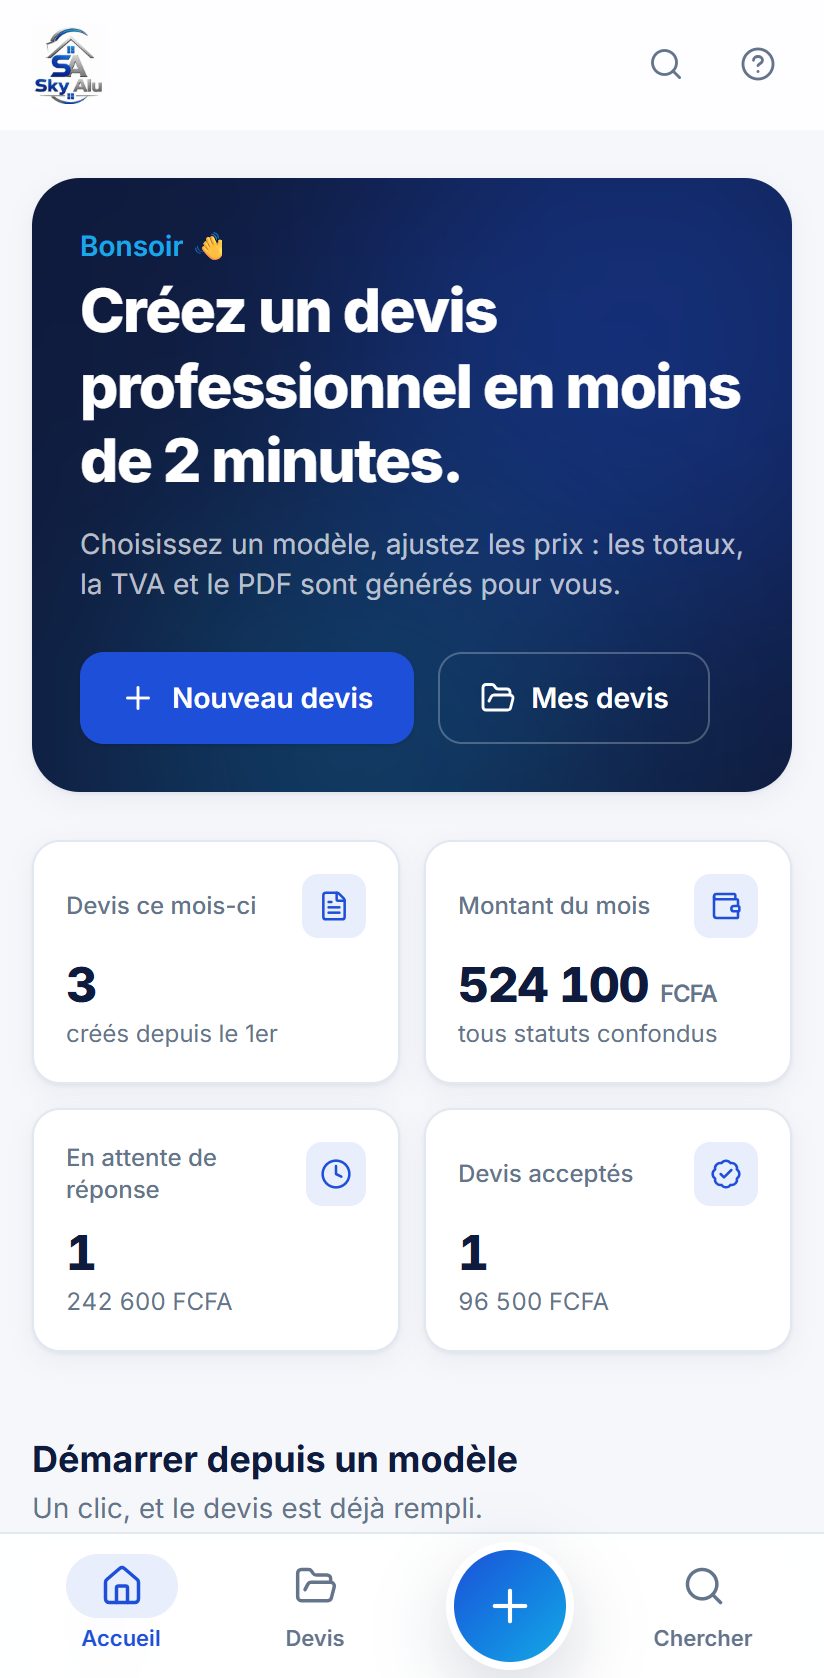 SA
Sky Alu
Bonsoir 👋
Créez un devis
professionnel en moins
de 2 minutes.
Choisissez un modèle, ajustez les prix : les totaux,
la TVA et le PDF sont générés pour vous.
Nouveau devis
Mes devis
Devis ce mois-ci
3
créés depuis le 1er
Montant du mois
524 100 FCFA
tous statuts confondus
En attente de
réponse
1
242 600 FCFA
Devis acceptés
1
96 500 FCFA
Démarrer depuis un modèle
Un clic, et le devis est déjà rempli.
Accueil
Devis
Chercher